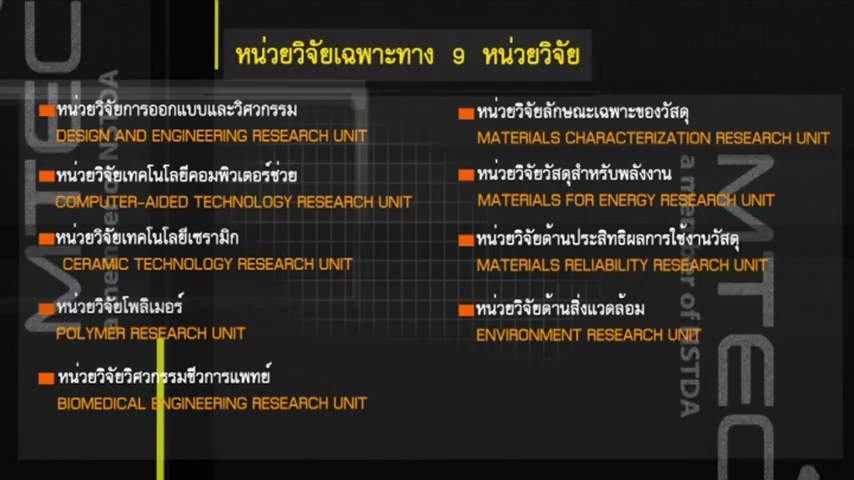 หน่วยวิจัยเฉพาะทาง 9 หน่วยวิจัย
หน่วยวิจัยการออกแบบและวิศวกรรม
DESIGN AND ENGINEERING RESEARCH UNIT
หน่วยวิจัยเทคโนโลยีคอมพิวเตอร์ช่วย
COMPUTER-AIDED TECHNOLOGY RESEARCH UNIT
หน่วยวิจัยเทคโนโลยีเซรามิก
CERAMIC TECHNOLOGY RESEARCH UNIT
หน่วยวิจัยโพลิเมอร์
POLYMER RESEARCH UNIT
หน่วยวิจัยวิศวกรรมชีวการแพทย์
BIOMEDICAL ENGINEERING RESEARCH UNIT
หน่วยวิจัยลักษณะเฉพาะของวัสดุ
MATERIALS CHARACTERIZATION RESEARCH UNIT
หน่วยวิจัยวัสดุสำหรับพลังงาน
MATERIALS FOR ENERGY RESEARCH UNIT
หน่วยวิจัยด้านประสิทธิผลการใช้งานวัสดุ
MATERIALS RELIABILITY RESEARCH UNIT
หน่วยวิจัยด้านสิ่งแวดล้อม
ENVIRONMENT RESEARCH UNIT
MTEC
a member of NSTDA
MTEC
a member of NSTDA